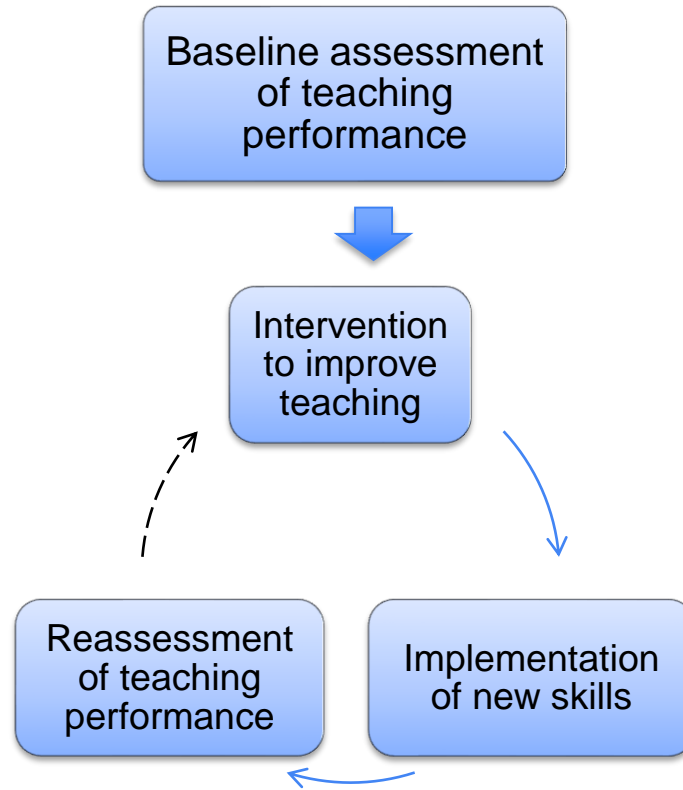 Baseline assessment
of teaching
performance
Intervention
to improve
teaching
Reassessment
of teaching
performance
Implementation
of new skills